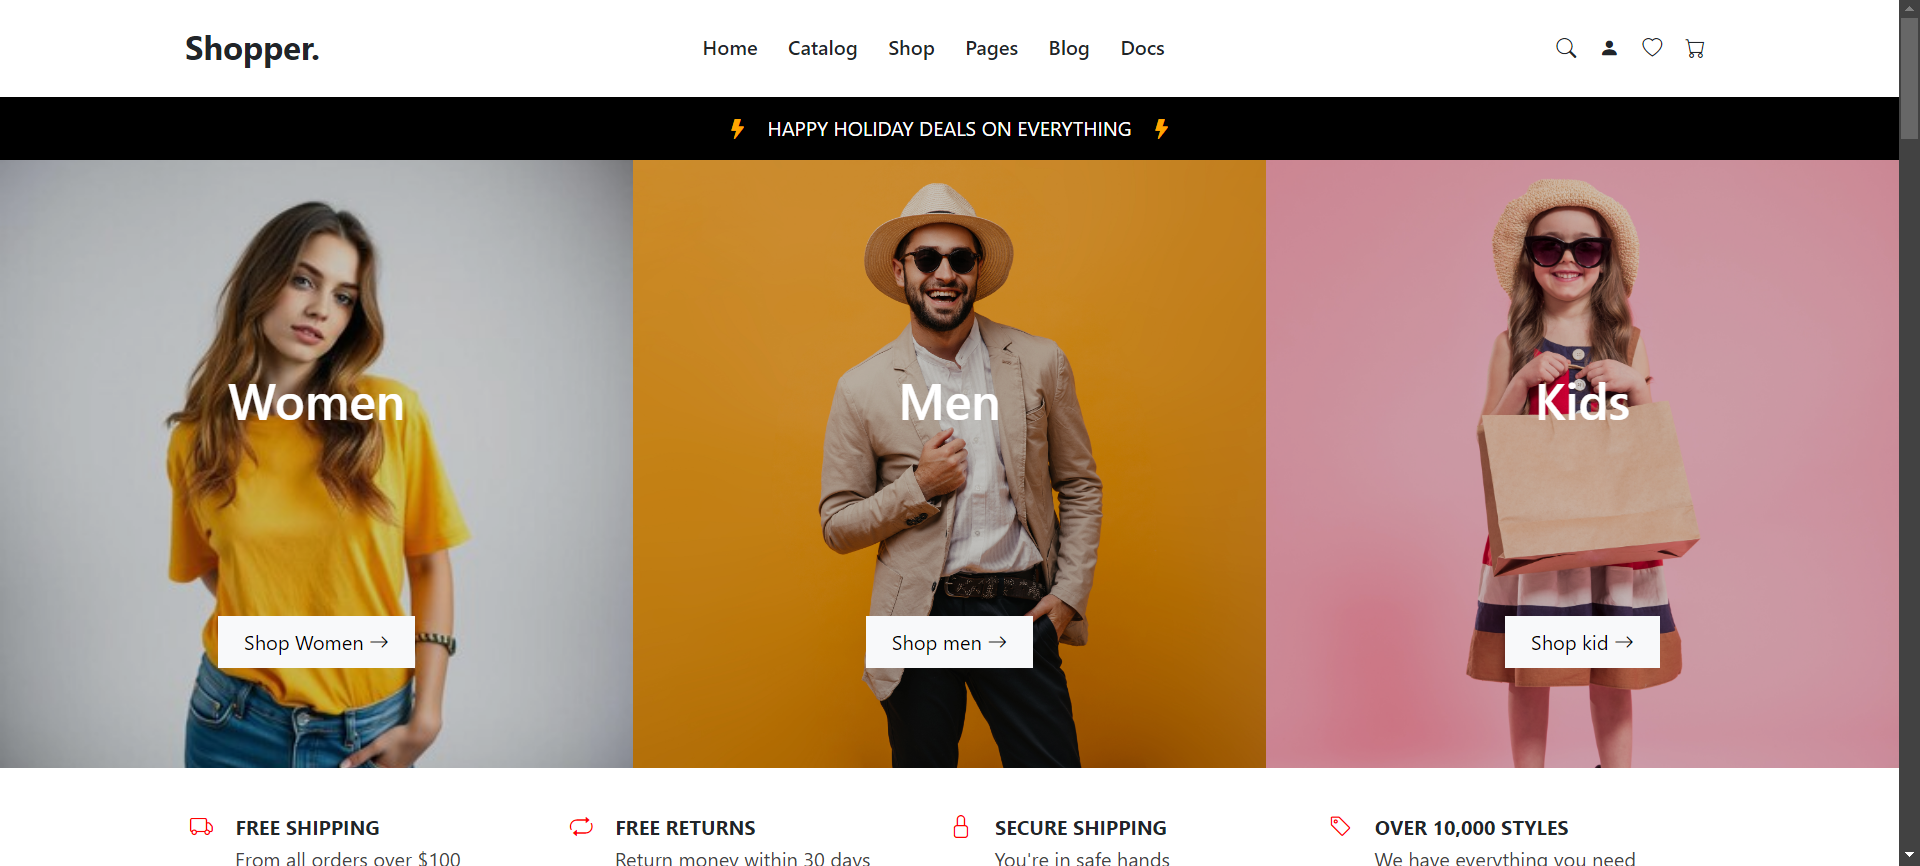 Shopper.
Home Catalog Shop Pages Blog Docs
HAPPY HOLIDAY DEALS ON EVERYTHING
Women
Men
Kids
Shop Women
Shop men
Shop kid
FREE SHIPPING
From all orders over $100
FREE RETURNS
Return money within 30 days
SECURE SHIPPING
You're in safe hands
OVER 10,000 STYLES
We have everything you need